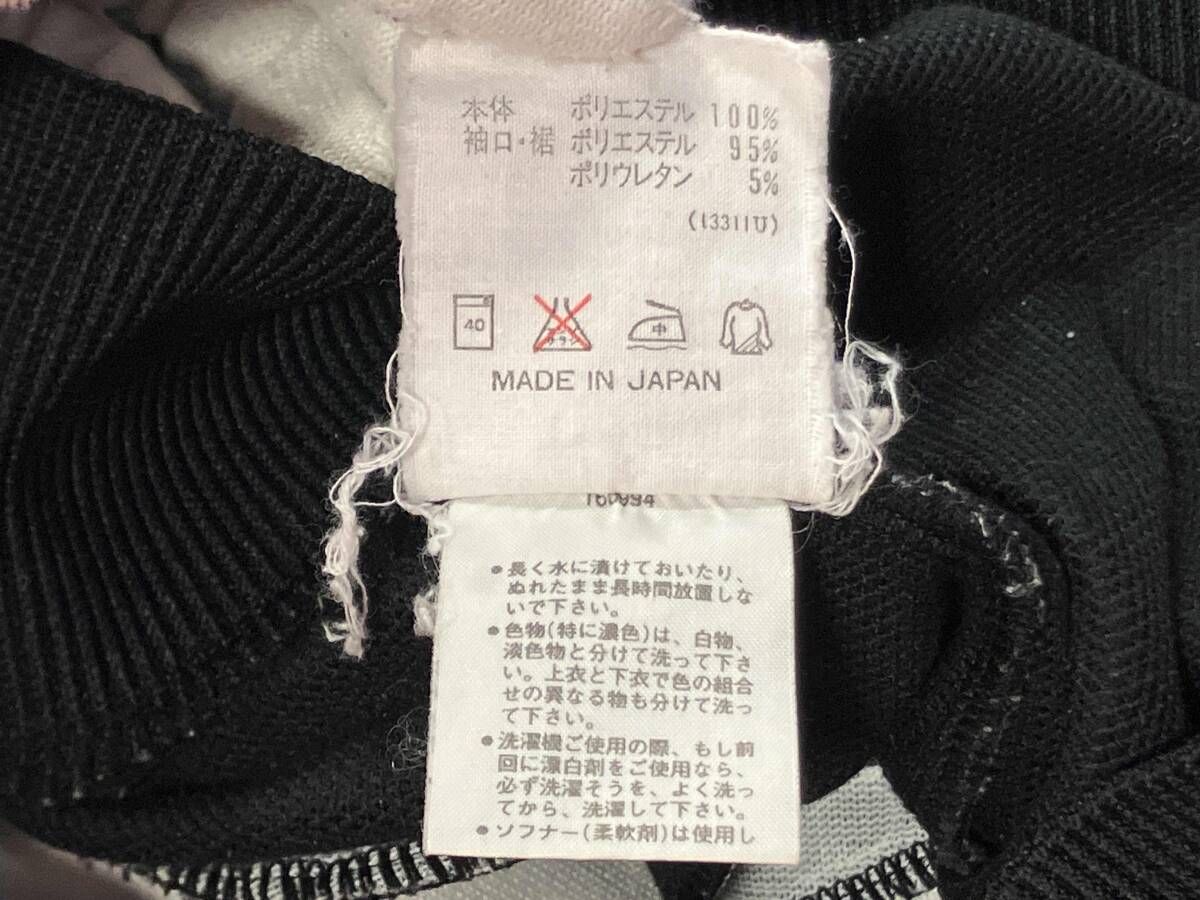 本体 ポリエステル 100%
袖口・裾 ポリエステル 95%
ポリウレタン 5%
(13311U)
40
中
MADE IN JAPAN
●長く水に漬けておいたり、
ぬれたまま長時間放置しな
いで下さい。
●色物(特に濃色)は、白物、
淡色物と分けて洗って下さ
い。上衣と下衣で色の組合
せの異なる物も分けて洗っ
て下さい。
●洗濯機ご使用の際、もし前
回に漂白剤をご使用なら、
必ず洗濯そうを、よく洗っ
てから、洗濯して下さい。
●ソフナー(柔軟剤)は使用し